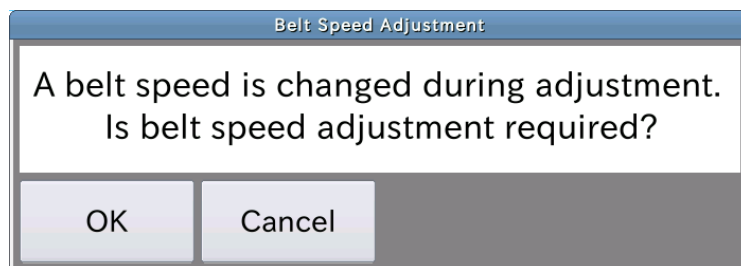 Belt Speed Adjustment
A belt speed is changed during adjustment.
Is belt speed adjustment required?
OK
Cancel